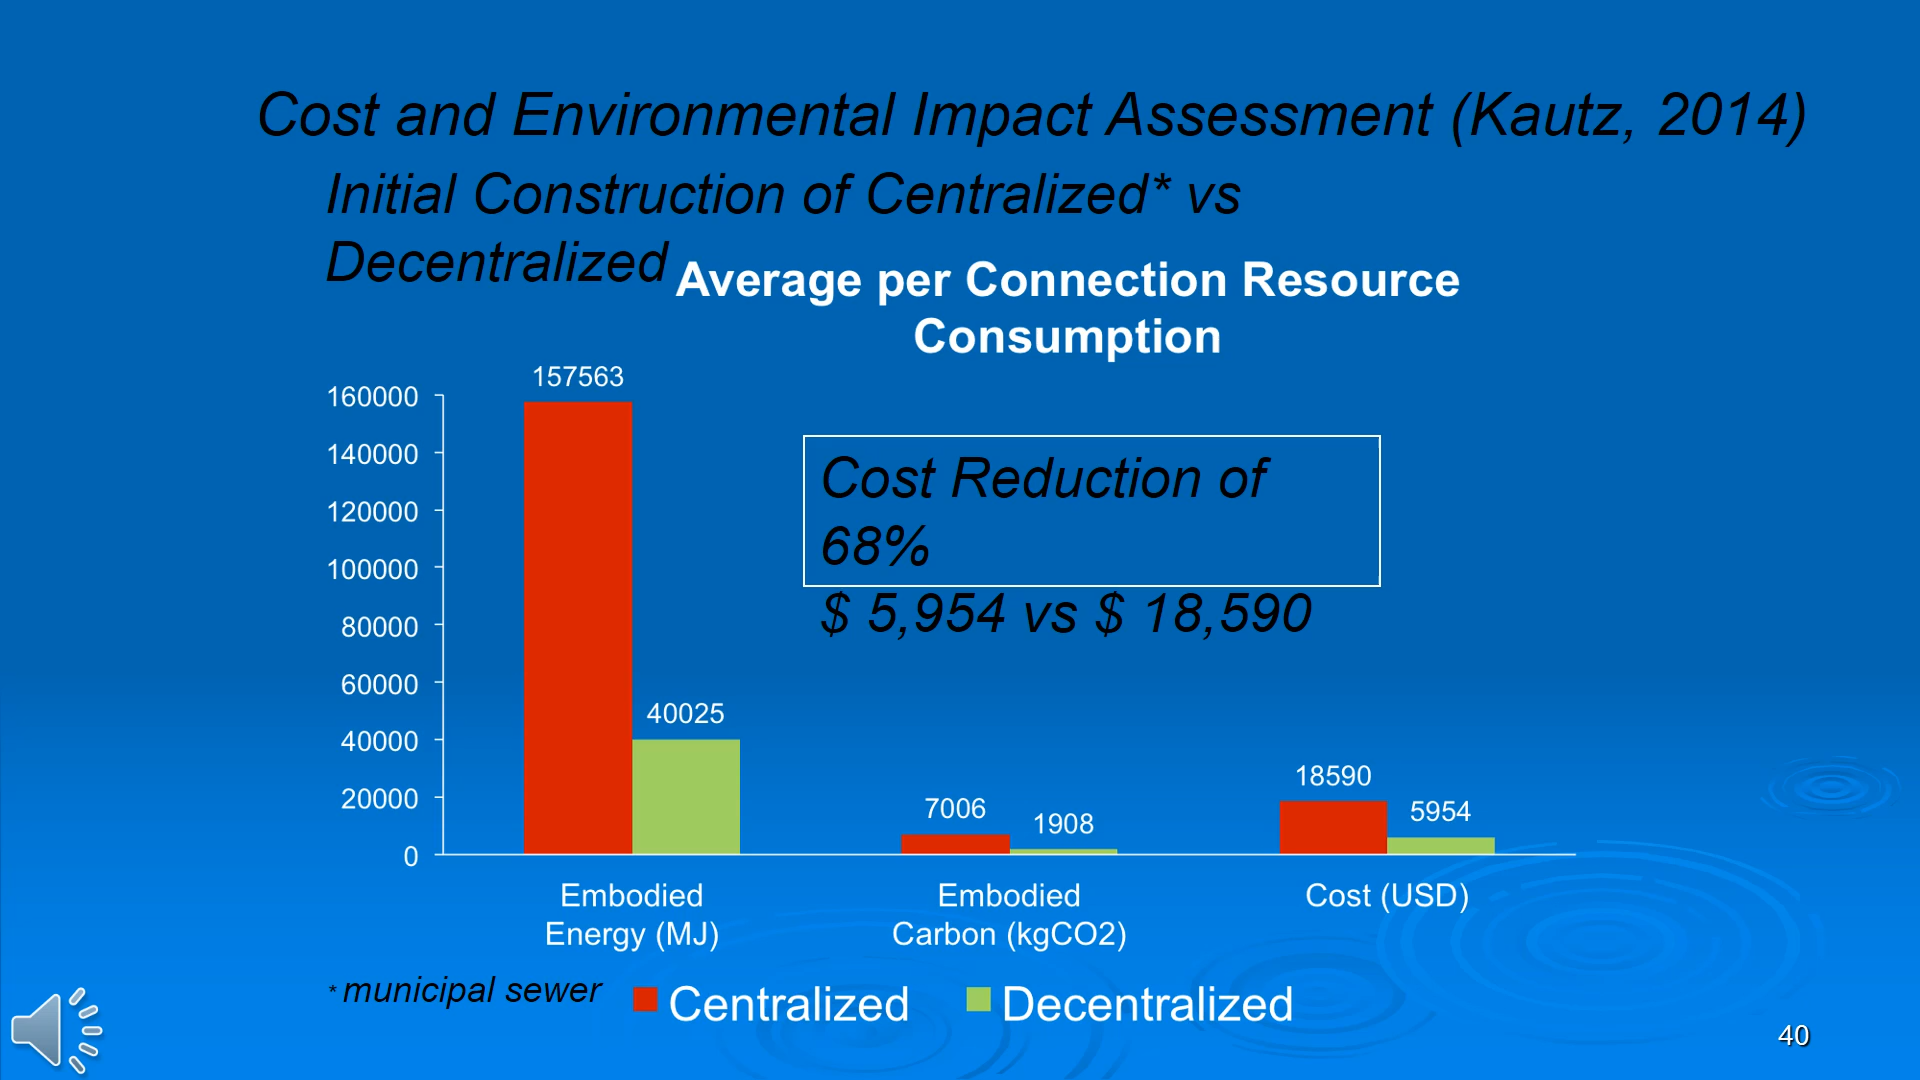 Cost and Environmental Impact Assessment (Kautz, 2014)
Initial Construction of Centralized* vs
Decentralized
Average per Connection Resource
Consumption
157563
160000
140000
120000
100000
80000
60000
40000
20000
0
Cost Reduction of
68%
$ 5,954 vs $ 18,590
40025
7006
1908
18590
5954
Embodied
Energy (MJ)
Embodied
Carbon (kgCO2)
Cost (USD)
* municipal sewer
Centralized
Decentralized
40